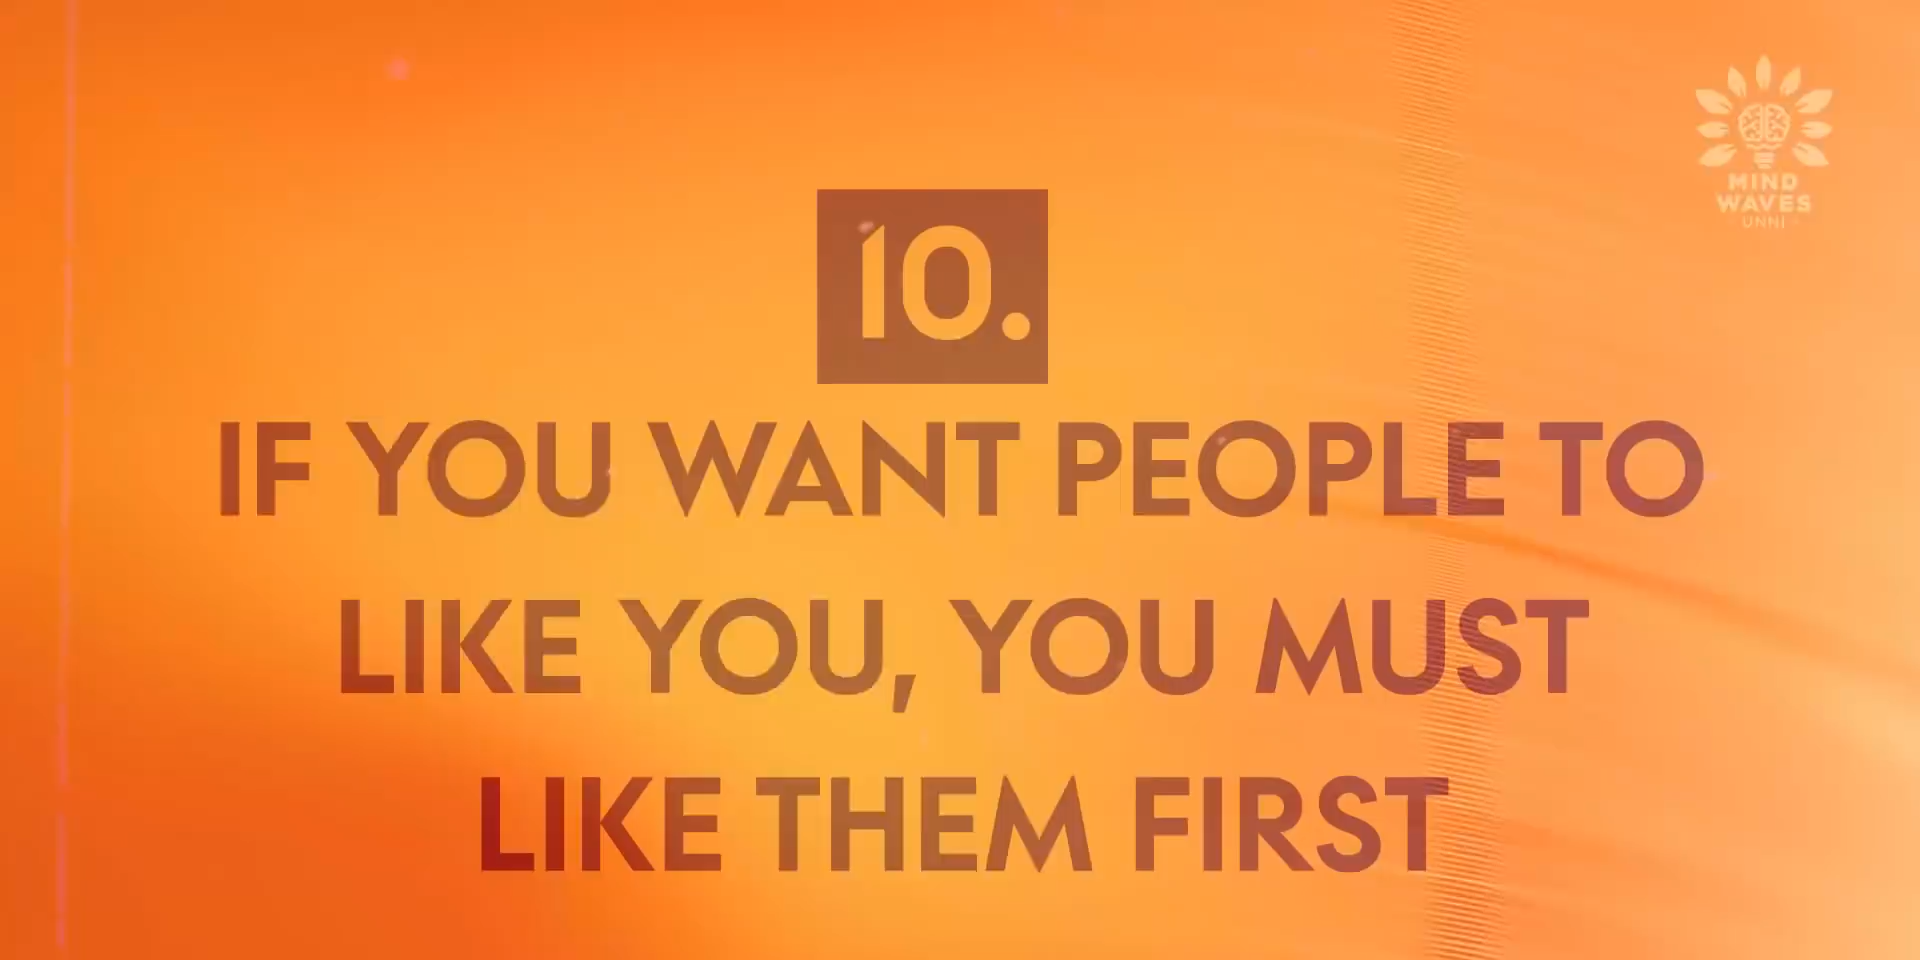 MIND
WAVES
UNNI
10.
IF YOU WANT PEOPLE TO
LIKE YOU, YOU MUST
LIKE THEM FIRST